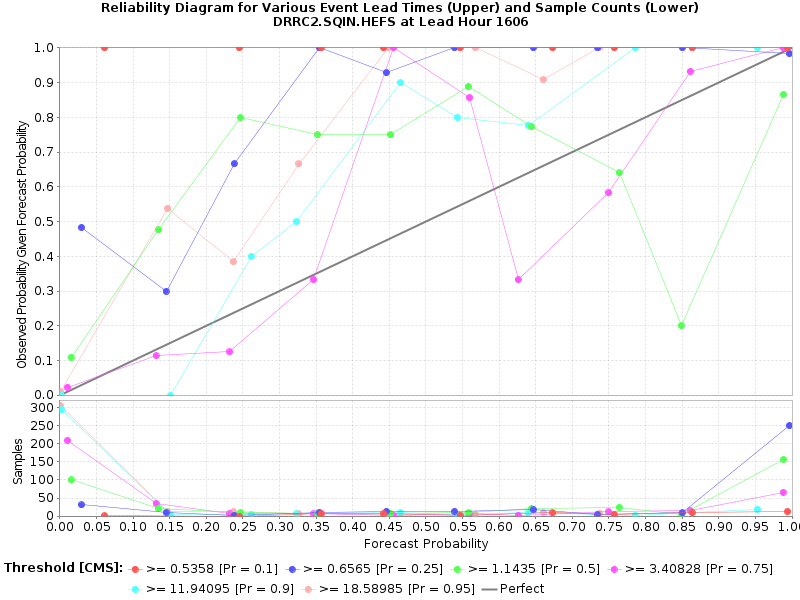 Reliability Diagram for Various Event Lead Times (Upper) and Sample Counts (Lower)
DRRC2.SQIN.HEFS at Lead Hour 1606
Observed Probability Given Forecast Probability
1.0
0.9
0.8
0.7
0.6
0.5
0.4
0.3
0.2
0.1
0.0
Samples
300
250
200
150
100
50
0
0.00 0.05 0.10 0.15 0.20 0.25 0.30 0.35 0.40 0.45 0.50 0.55 0.60 0.65 0.70 0.75 0.80 0.85 0.90 0.95 1.00
Forecast Probability
Threshold [CMS]: >= 0.5358 [Pr = 0.1] >= 0.6565 [Pr = 0.25] >= 1.1435 [Pr = 0.5] >= 3.40828 [Pr = 0.75]
>= 11.94095 [Pr = 0.9] >= 18.58985 [Pr = 0.95] Perfect